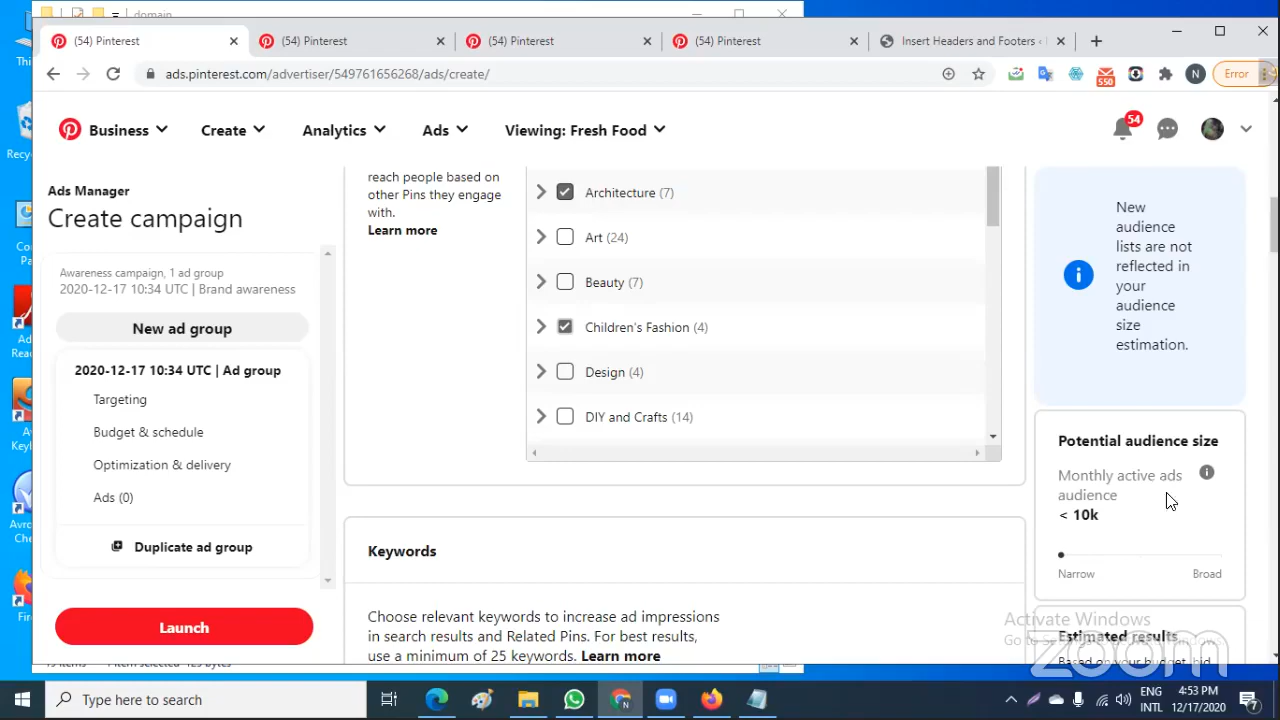 domain
(54) Pinterest
(54) Pinterest
(54) Pinterest
(54) Pinterest
Insert Headers and Footers ‹
ads.pinterest.com/advertiser/549761656268/ads/create/
550
N
Error
Business
Create
Analytics
Ads
Viewing: Fresh Food
54
Ads Manager
Create campaign
Awareness campaign, 1 ad group
2020-12-17 10:34 UTC | Brand awareness
New ad group
2020-12-17 10:34 UTC | Ad group
Targeting
Budget & schedule
Optimization & delivery
Ads (0)
Duplicate ad group
Launch
reach people based on
other Pins they engage
with.
Learn more
Architecture (7)
Art (24)
Beauty (7)
Children's Fashion (4)
Design (4)
DIY and Crafts (14)
Keywords
Choose relevant keywords to increase ad impressions
in search results and Related Pins. For best results,
use a minimum of 25 keywords. Learn more
New
audience
lists are not
reflected in
your
audience
size
estimation.
Potential audience size
Monthly active ads
audience
< 10k
Narrow
Broad
Activate Windows
Estimated results
Based on your budget, bid
zoom
Type here to search
ENG
INTL
4:53 PM
12/17/2020
7